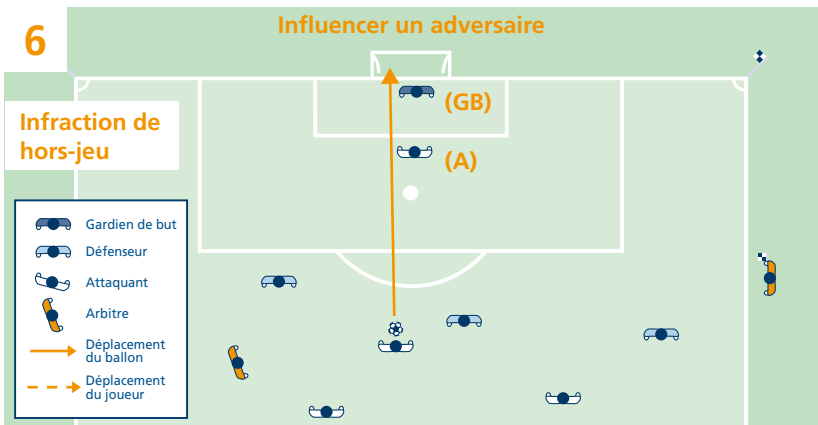 6
Influencer un adversaire
(GB)
Infraction de
hors-jeu
(A)
Gardien de but
Défenseur
Attaquant
Arbitre
Déplacement
du ballon
Déplacement
du joueur